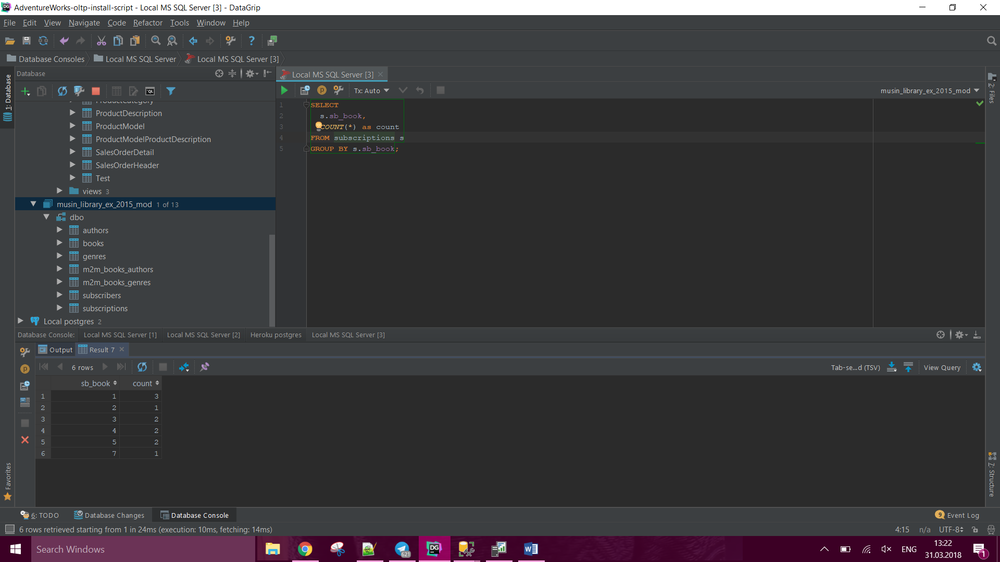 AdventureWorks-oltp-install-script - Local MS SQL Server [3] - DataGrip
File Edit View Navigate Code Refactor Tools Window Help
Database Consoles Local MS SQL Server Local MS SQL Server [3]
1: Database
Database
ProductCategory
ProductDescription
ProductModel
ProductModelProductDescription
SalesOrderDetail
SalesOrderHeader
Test
views 3
musin_library_ex_2015_mod 1 of 13
dbo
authors
books
genres
m2m_books_authors
m2m_books_genres
subscribers
subscriptions
Local postgres 2
Local MS SQL Server [3]
Tx: Auto
musin_library_ex_2015_mod
1 SELECT
2 s.sb_book,
3 COUNT(*) as count
4 FROM subscriptions s
5 GROUP BY s.sb_book;
2: Files
7: Structure
Favorites
Database Console: Local MS SQL Server [1] Local MS SQL Server [2] Heroku postgres Local MS SQL Server [3]
Output Result 7
6 rows
Tab-se...d (TSV) View Query
sb_book count
1 1 3
2 2 1
3 3 2
4 4 2
5 5 2
6 7 1
6: TODO Database Changes Database Console
9 Event Log
6 rows retrieved starting from 1 in 24ms (execution: 10ms, fetching: 14ms)
4:15 n/a UTF-8
Search Windows
621
DG
ENG
13:22
31.03.2018
1